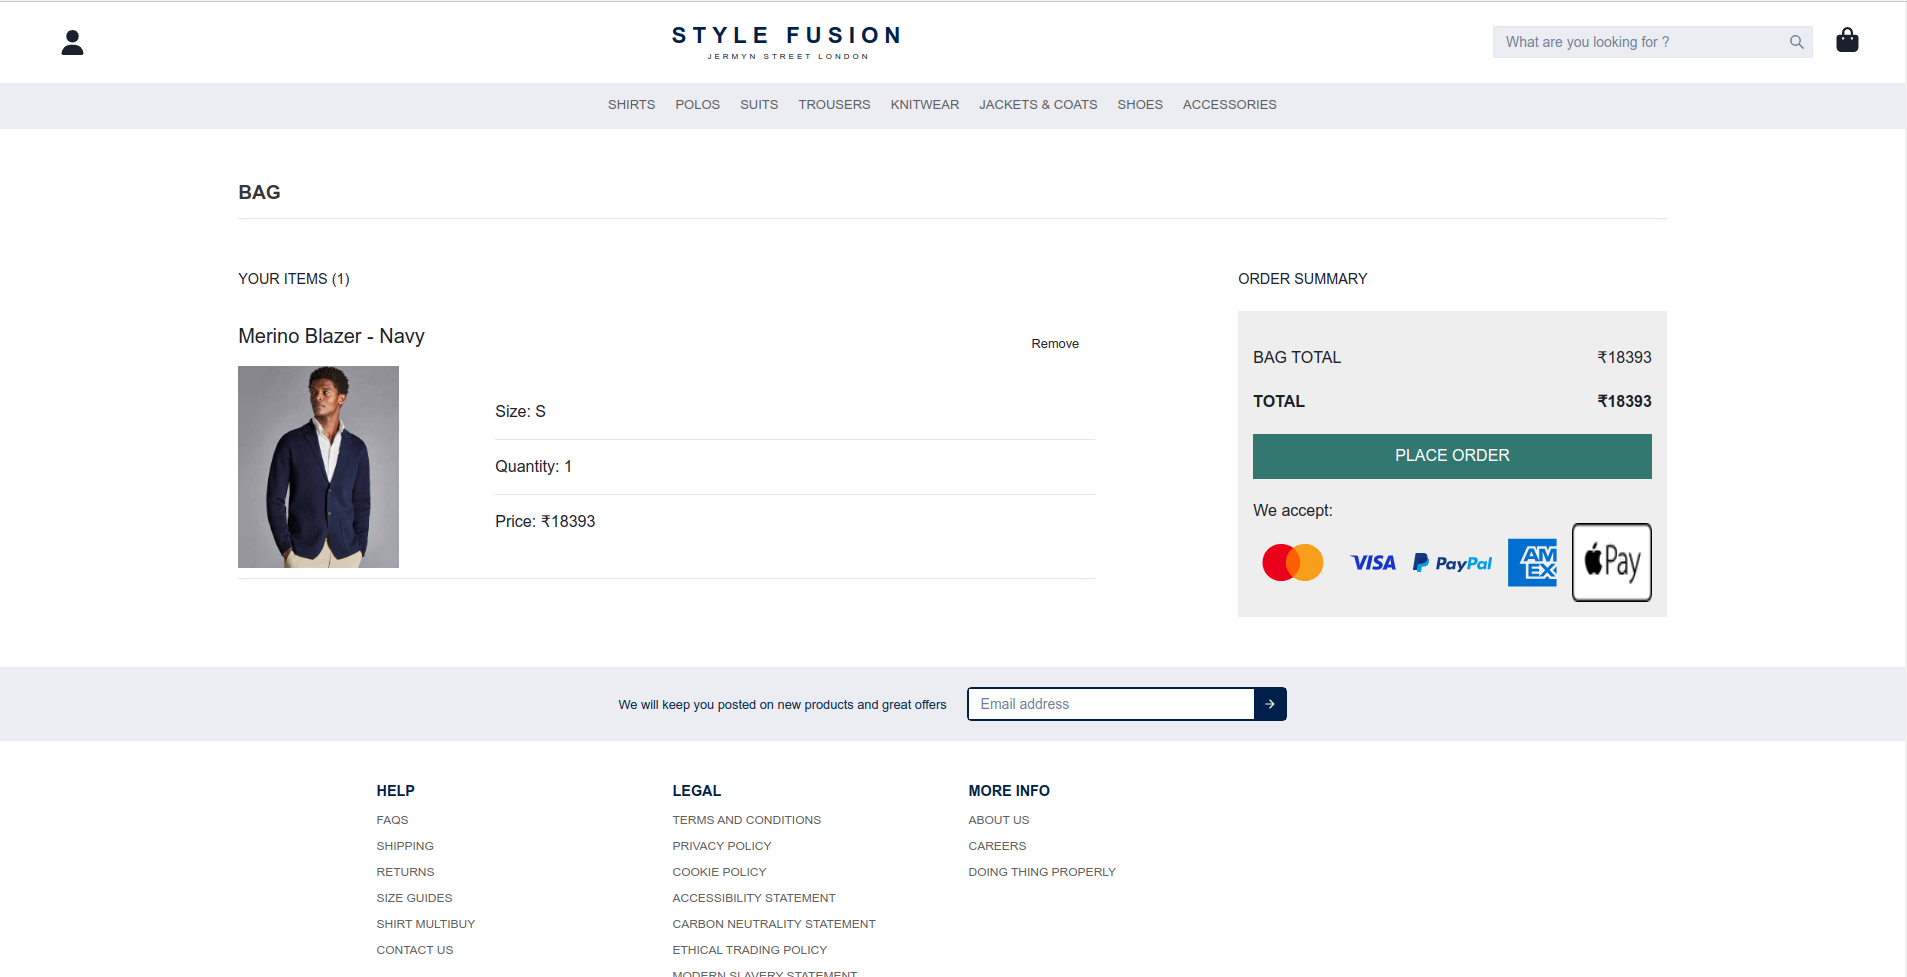 STYLE FUSION
JERMYN STREET LONDON
What are you looking for ?
SHIRTS POLOS SUITS TROUSERS KNITWEAR JACKETS & COATS SHOES ACCESSORIES
BAG
YOUR ITEMS (1)
Merino Blazer - Navy
Remove
Size: S
Quantity: 1
Price: ₹18393
ORDER SUMMARY
BAG TOTAL ₹18393
TOTAL ₹18393
PLACE ORDER
We accept:
VISA PayPal AM EX Pay
We will keep you posted on new products and great offers
Email address
HELP
FAQS
SHIPPING
RETURNS
SIZE GUIDES
SHIRT MULTIBUY
CONTACT US
LEGAL
TERMS AND CONDITIONS
PRIVACY POLICY
COOKIE POLICY
ACCESSIBILITY STATEMENT
CARBON NEUTRALITY STATEMENT
ETHICAL TRADING POLICY
MODERN SLAVERY STATEMENT
MORE INFO
ABOUT US
CAREERS
DOING THING PROPERLY